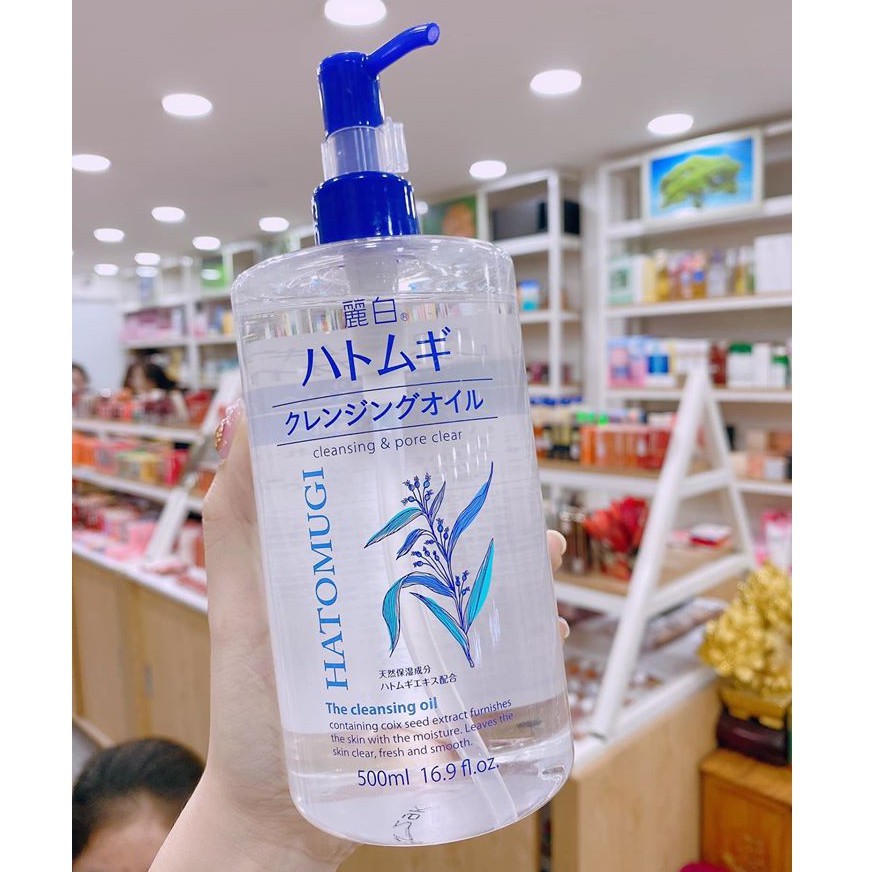 麗白®
ハトムギ
クレンジングオイル
cleansing & pore clear
HATOMUGI
天然保湿成分
ハトムギエキス配合
The cleansing oil
containing coix seed extract furnishes
the skin with the moisture. Leaves the
skin clear, fresh and smooth.
500ml 16.9 fl.oz.